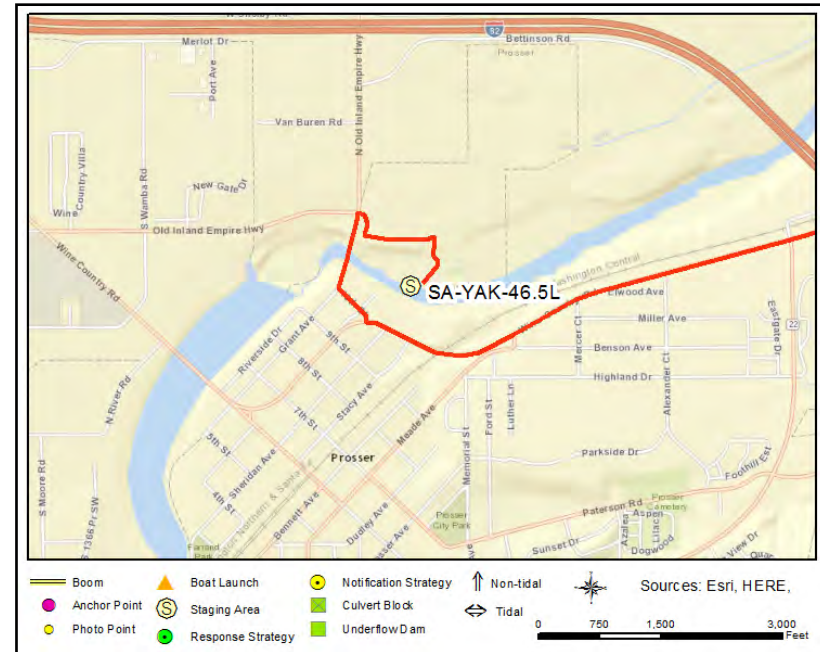 82
Bettinson Rd
Merlot Dr
Port Ave
Prosser
N Old Inland Empire Hwy
Van Buren Rd
Country Villa
Wine
S Wamba Rd
New Gate Dr
Old Inland Empire Hwy
Wine Country Rd
S
SA-YAK-46.5L
Elwood Ave
Miller Ave
Mercer Ct
Benson Ave
Highland Dr
Alexander Ct
Eastgate Dr
22
Riverside Dr
Grant Ave
9th St
8th St
Stacy Ave
7th St
Meade Ave
Memorial St
Ford St
Luther Ln
N River Rd
5th St
Sheridan Ave
4th St
Prosser
Parkside Dr
Foothill Est
S Moore Rd
S 1366 Pr SW
Bennett Ave
Dudley Ave
Prosser
City Park
Paterson Rd
Prosser
Cemetery
Azalea
Aspen
Lilac
Dogwood
Sunset Dr
Farrand
Park
Boom
Boat Launch
Notification Strategy
Non-tidal
Sources: Esri, HERE,
Anchor Point
S
Staging Area
Culvert Block
Tidal
Photo Point
Response Strategy
Underflow Dam
0 750 1,500 3,000
Feet